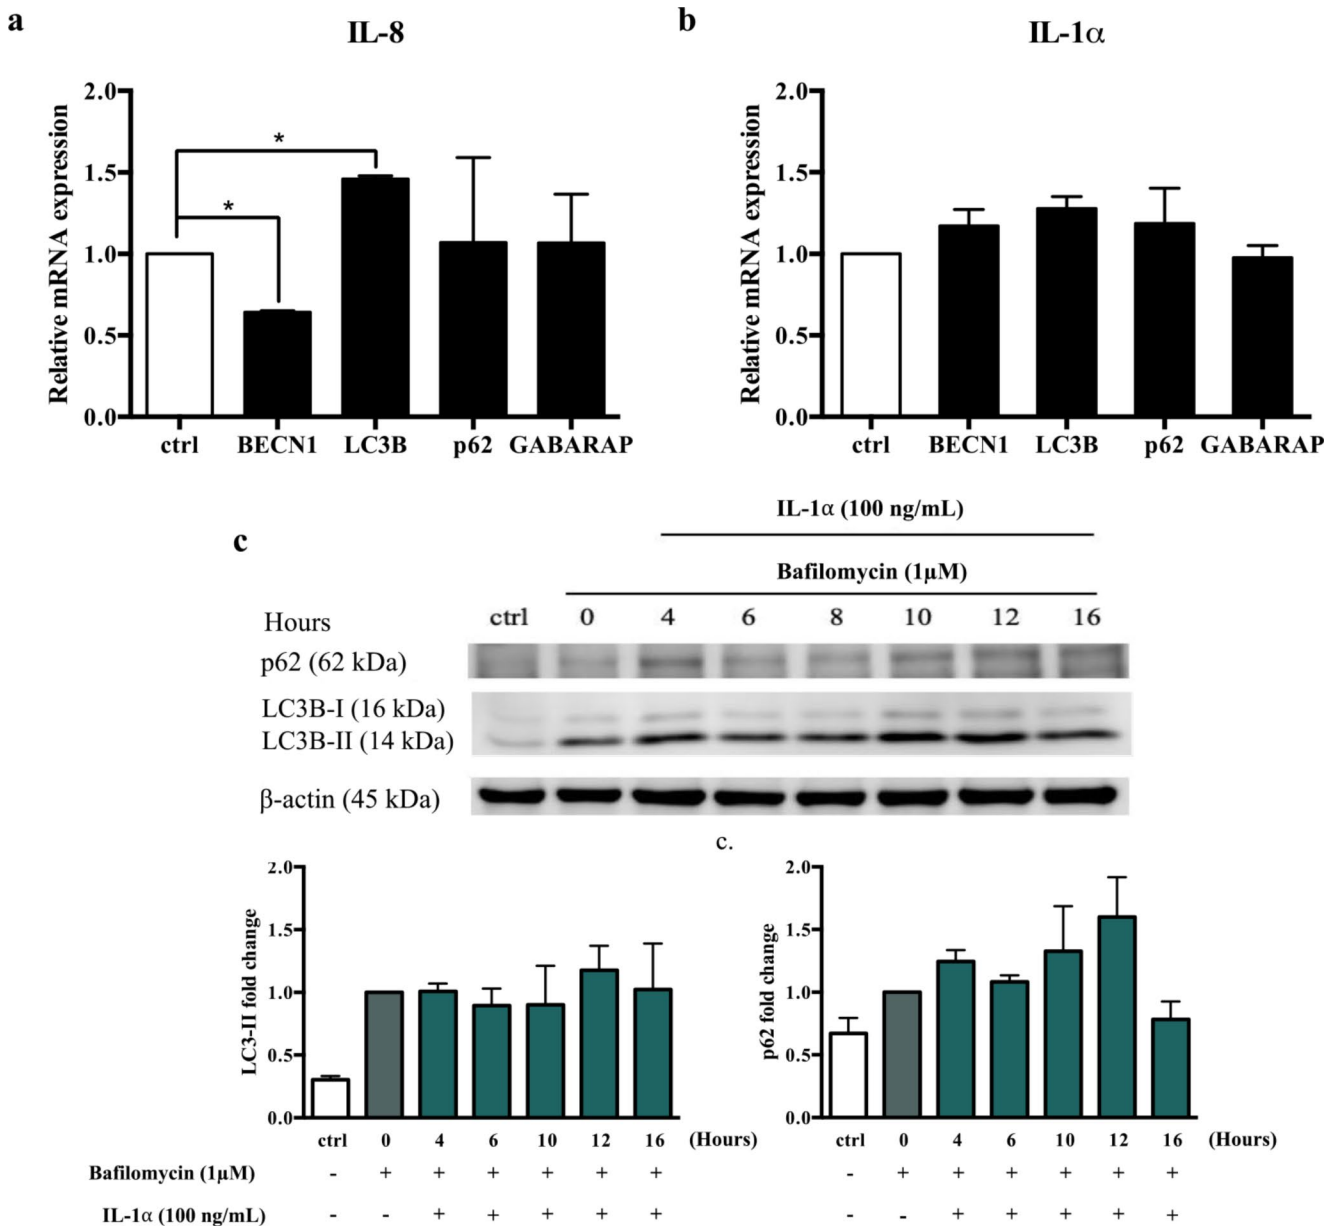 a
IL-8
Relative mRNA expression
2.0
1.5
1.0
0.5
0.0
*
*
ctrl BECN1 LC3B p62 GABARAP
b
IL-1α
Relative mRNA expression
2.0
1.5
1.0
0.5
0.0
ctrl BECN1 LC3B p62 GABARAP
c
IL-1α (100 ng/mL)
Bafilomycin (1µM)
Hours ctrl 0 4 6 8 10 12 16
p62 (62 kDa)
LC3B-I (16 kDa)
LC3B-II (14 kDa)
β-actin (45 kDa)
c.
LC3-II fold change
2.0
1.5
1.0
0.5
0.0
ctrl 0 4 6 10 12 16 (Hours)
Bafilomycin (1µM) - + + + + + +
IL-1α (100 ng/mL) - - + + + + +
p62 fold change
2.0
1.5
1.0
0.5
0.0
ctrl 0 4 6 10 12 16 (Hours)
- + + + + + +
- - + + + + +